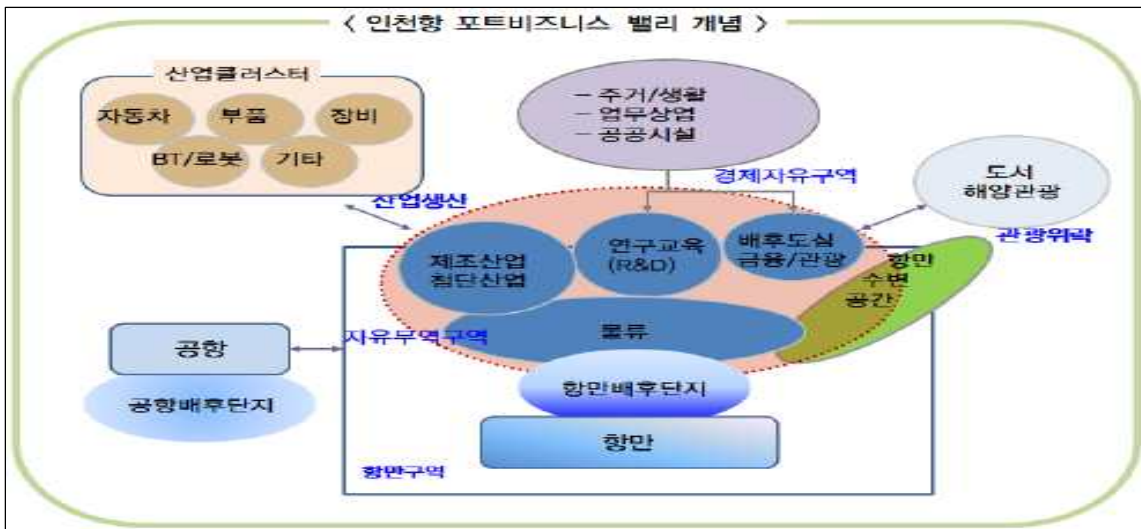 < 인천항 포트비즈니스 밸리 개념 >
산업클러스터
자동차
부품
장비
BT/로봇
기타
– 주거/생활
– 업무상업
– 공공시설
경제자유구역
도서
해양관광
관광위락
산업생산
제조산업
첨단산업
연구교육
(R&D)
배후도심
금융/관광
항만
수변
공간
자유무역구역
물류
공항
공항배후단지
항만배후단지
항만
항만구역